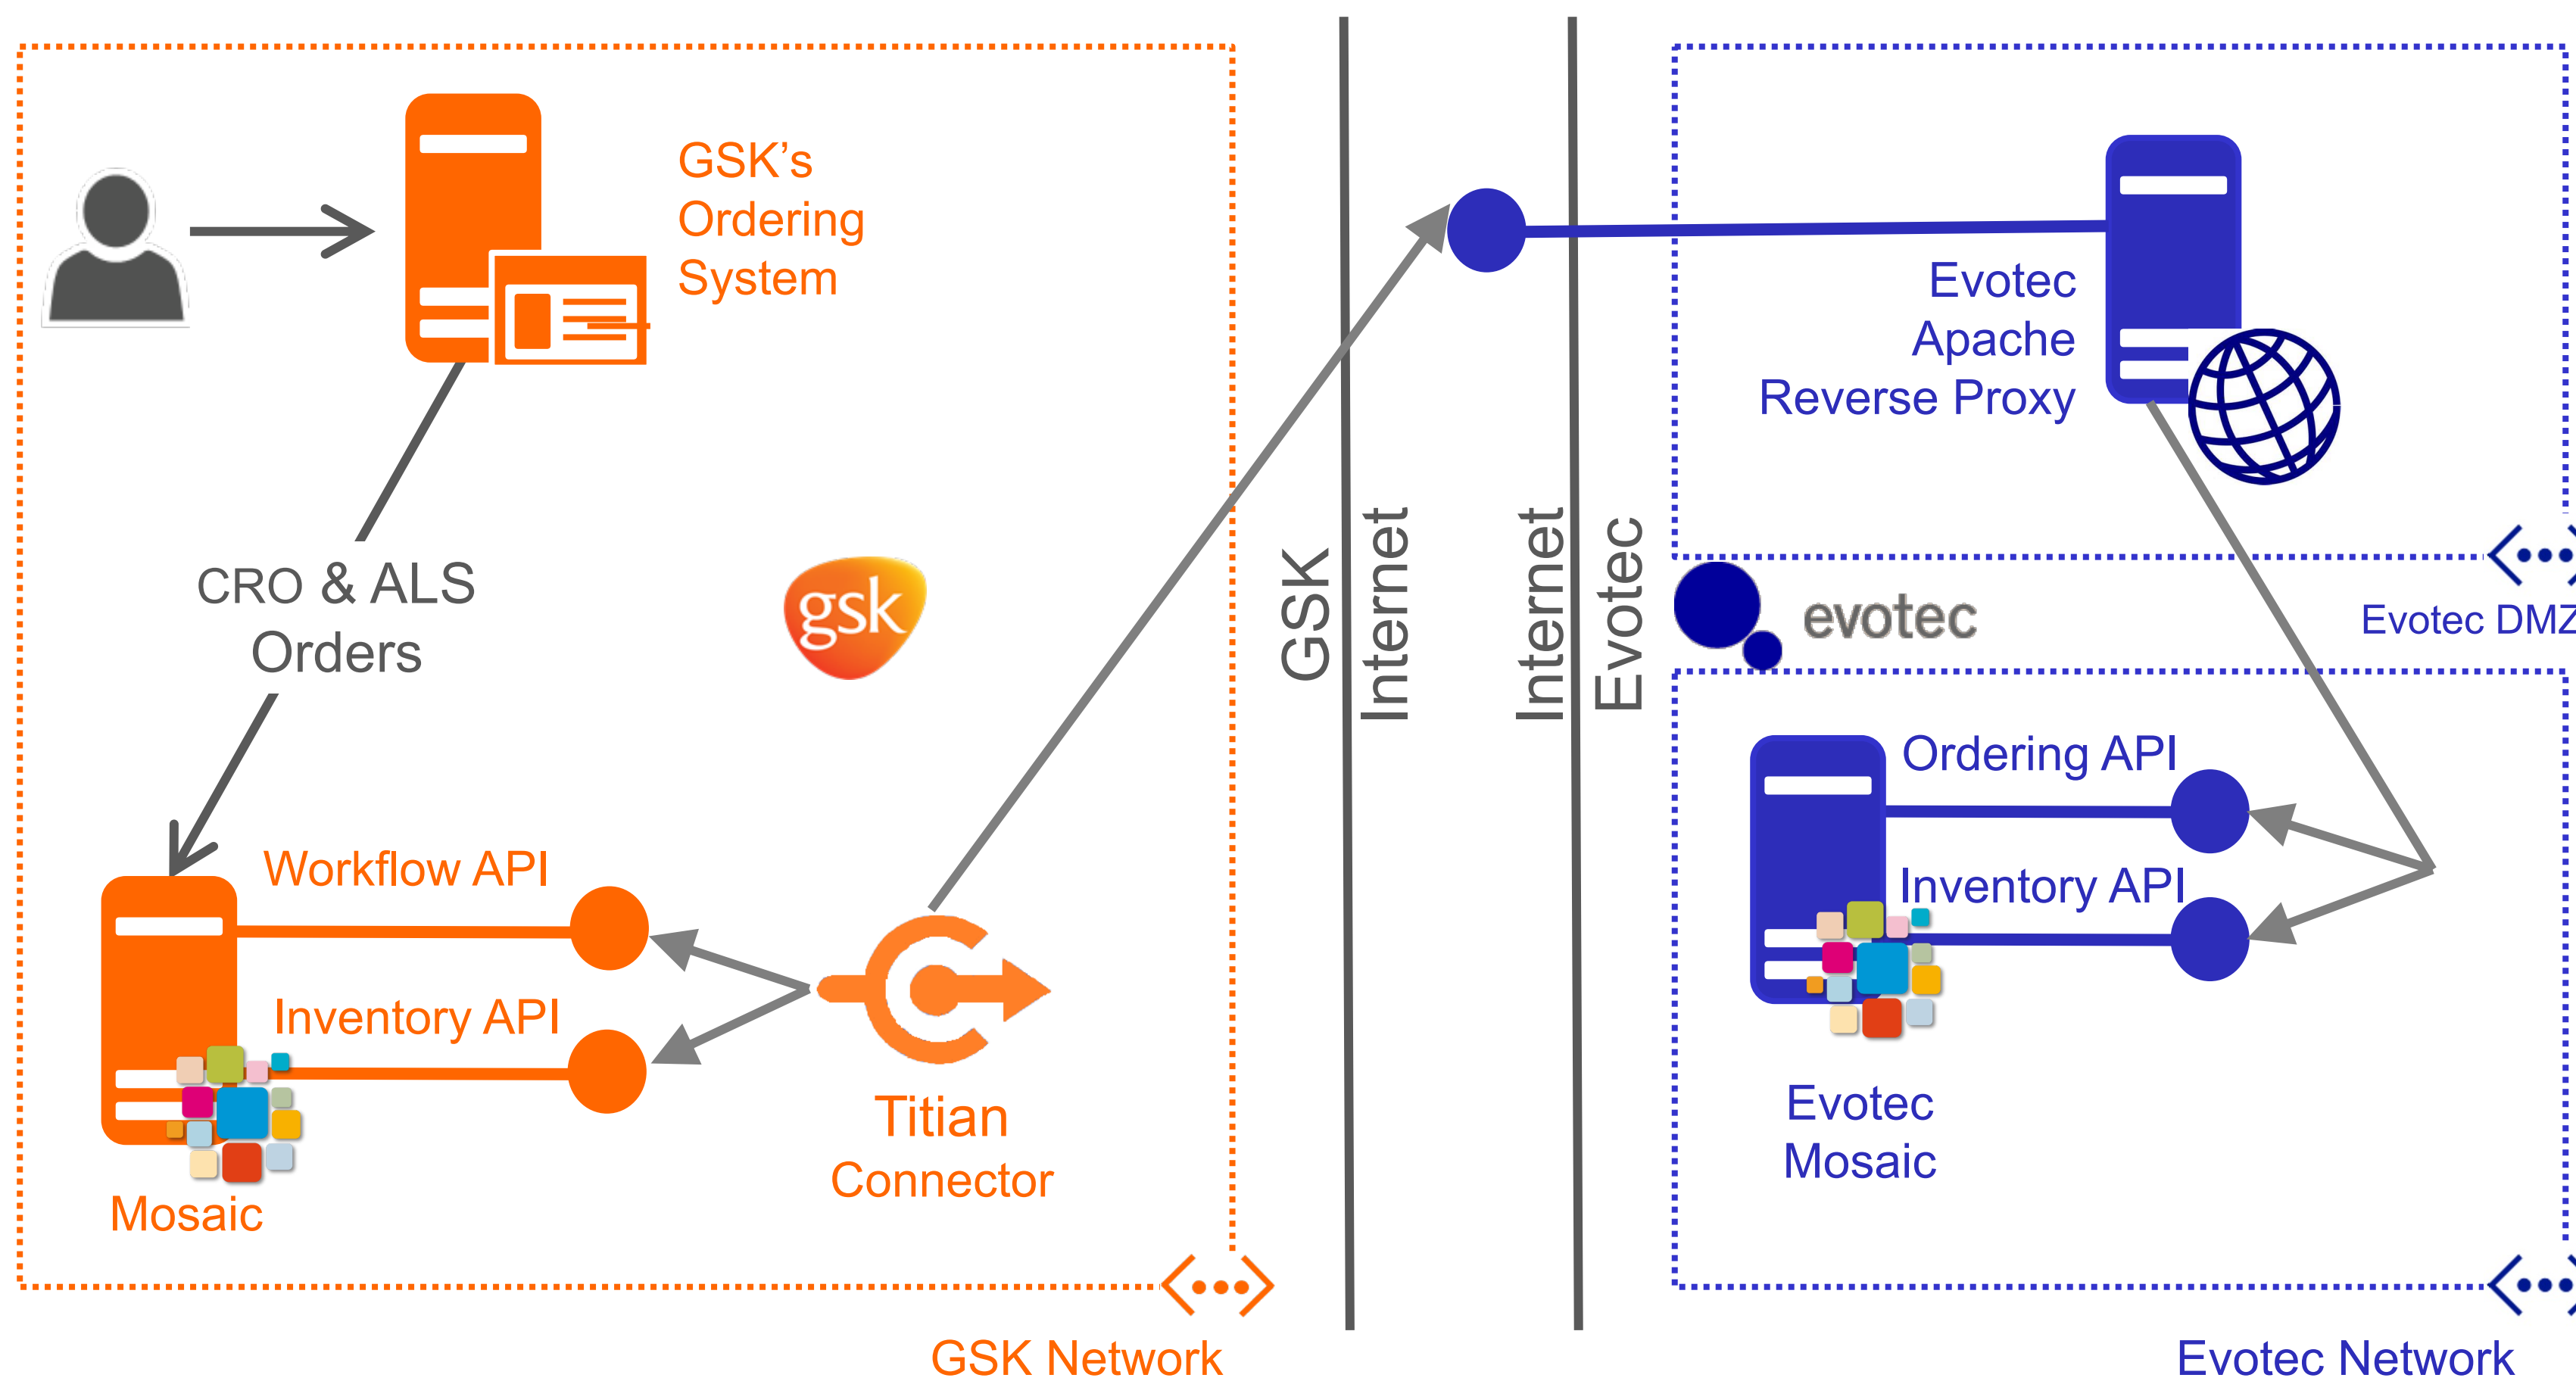 GSK's
Ordering
System
CRO & ALS
Orders
gsk
Workflow API
Inventory API
Mosaic
Titian
Connector
GSK Network
GSK
Internet
Internet
Evotec
Evotec
Apache
Reverse Proxy
evotec
Evotec DMZ
Ordering API
Inventory API
Evotec
Mosaic
Evotec Network